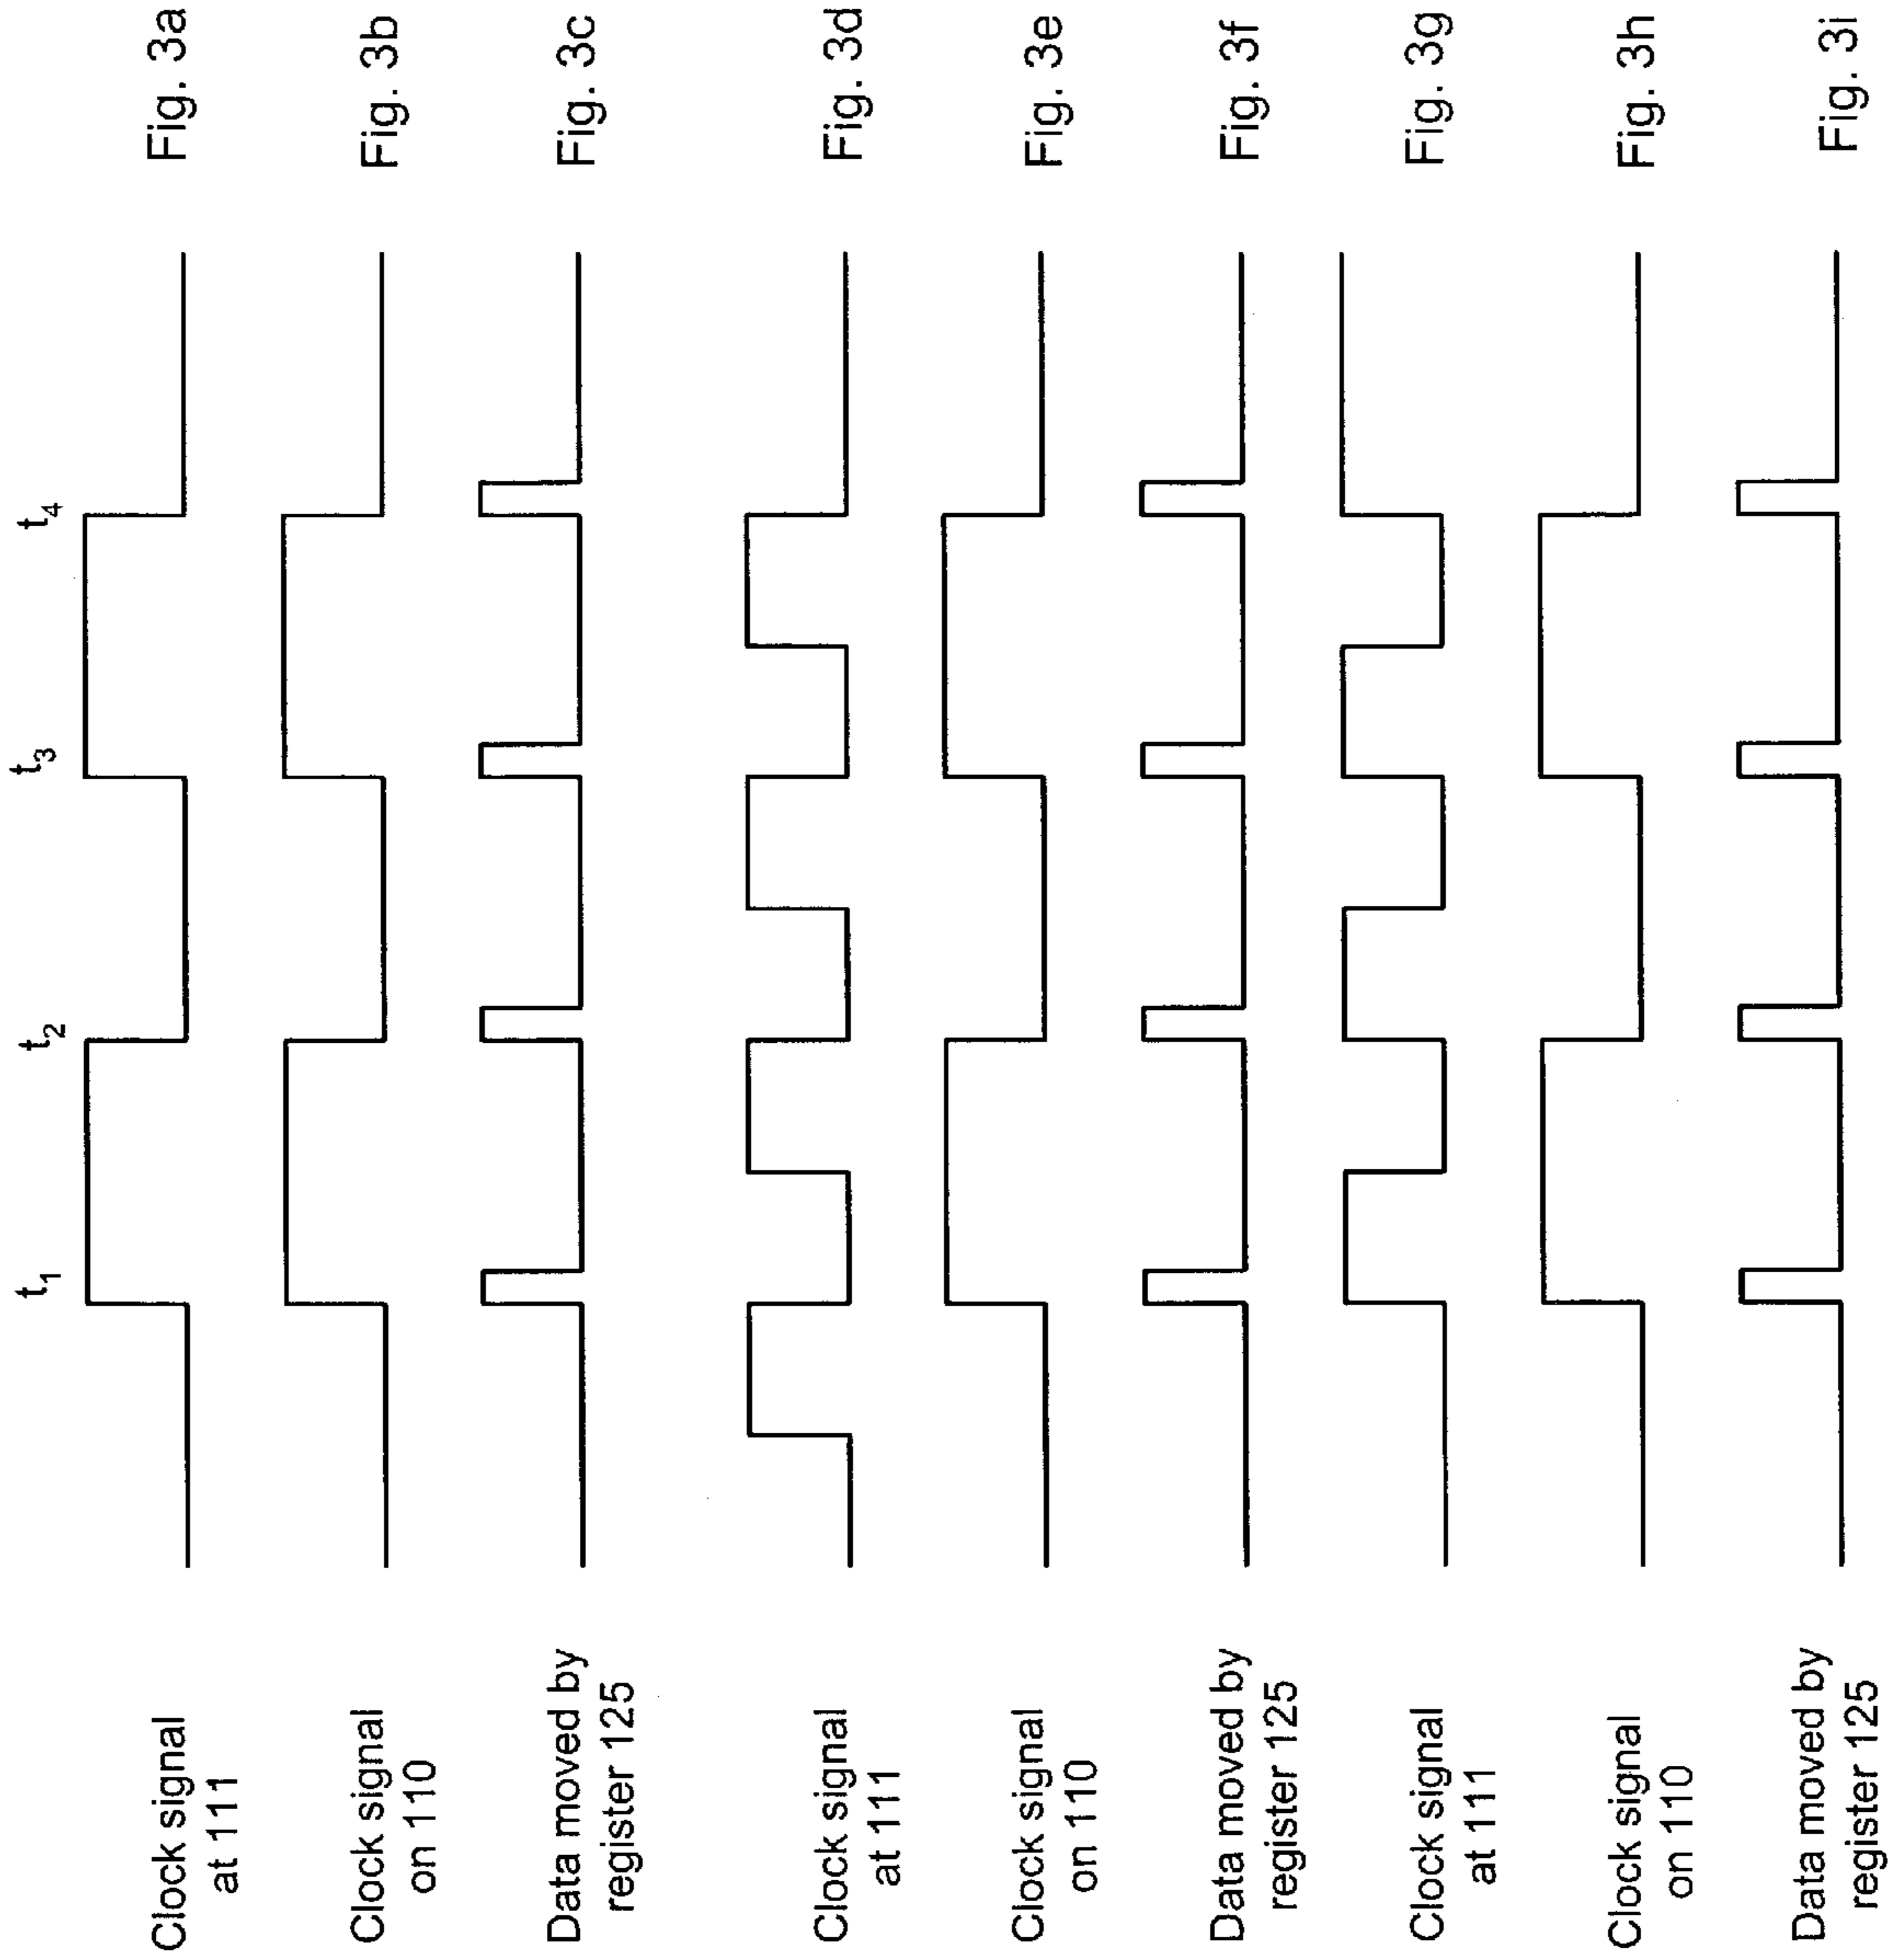 t1 t2 t3 t4
Clock signal
at 111
Fig. 3a
Clock signal
on 110
Fig. 3b
Data moved by
register 125
Fig. 3c
Clock signal
at 111
Fig. 3d
Clock signal
on 110
Fig. 3e
Data moved by
register 125
Fig. 3f
Clock signal
at 111
Fig. 3g
Clock signal
on 110
Fig. 3h
Data moved by
register 125
Fig. 3i